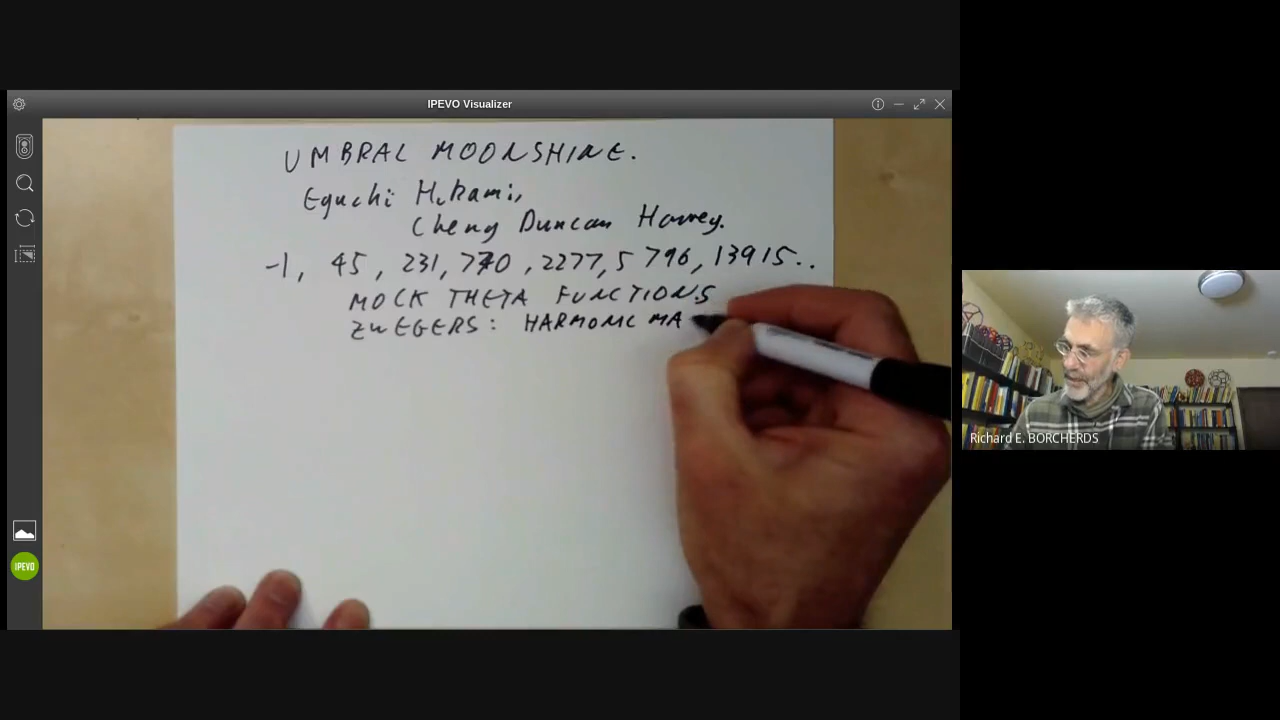 IPEVO Visualizer
UMBRAL MOONSHINE.
Eguchi Hikami,
Cheny Duncan Harvey.
-1, 45, 231, 770, 2277, 5796, 13915..
MOCK THETA FUNCTIONS
ZWEGERS: HARMONIC MA
IPEVO
Richard E. BORCHERDS